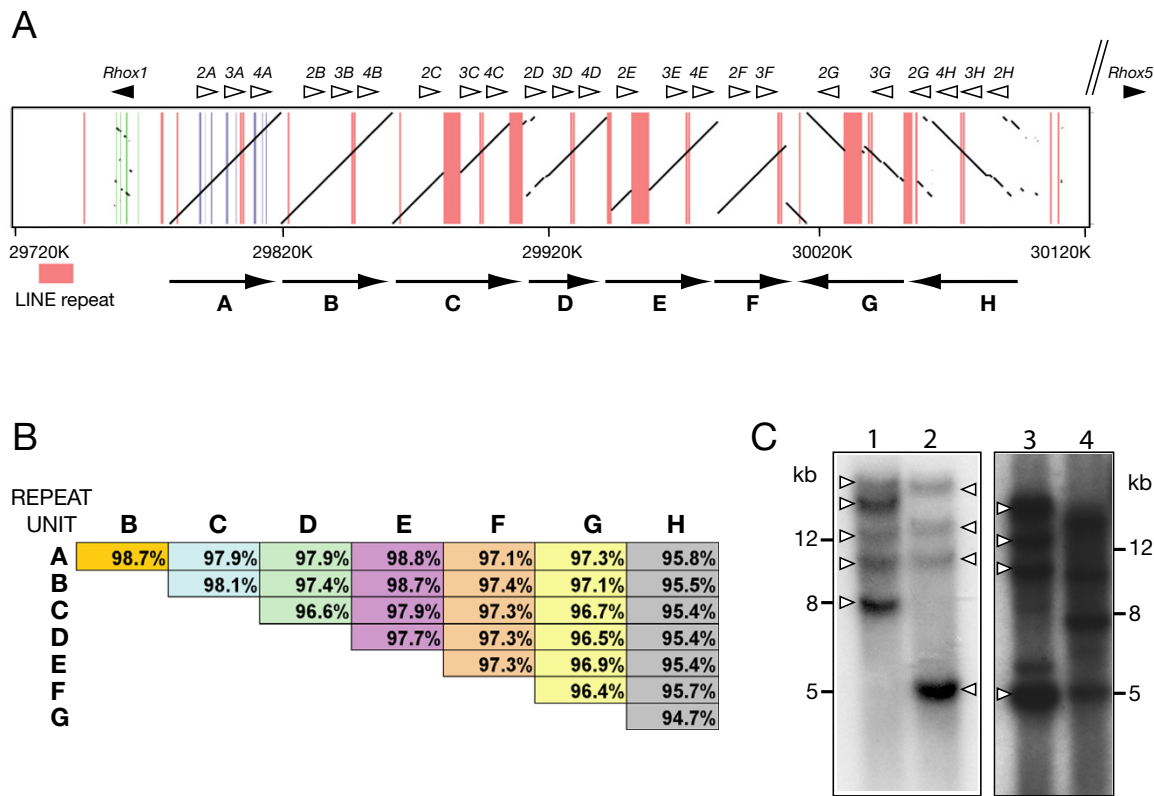 A
Rhox1 2A 3A 4A 2B 3B 4B 2C 3C 4C 2D 3D 4D 2E 3E 4E 2F 3F 2G 3G 2G 4H 3H 2H Rhox5
29720K 29820K 29920K 30020K 30120K
LINE repeat
A B C D E F G H
B
REPEAT
UNIT B C D E F G H
A 98.7% 97.9% 97.9% 98.8% 97.1% 97.3% 95.8%
B 98.1% 97.4% 98.7% 97.4% 97.1% 95.5%
C 96.6% 97.9% 97.3% 96.7% 95.4%
D 97.7% 97.3% 96.5% 95.4%
E 97.3% 96.9% 95.4%
F 96.4% 95.7%
G 94.7%
C
1 2 3 4
kb kb
12 12
8 8
5 5